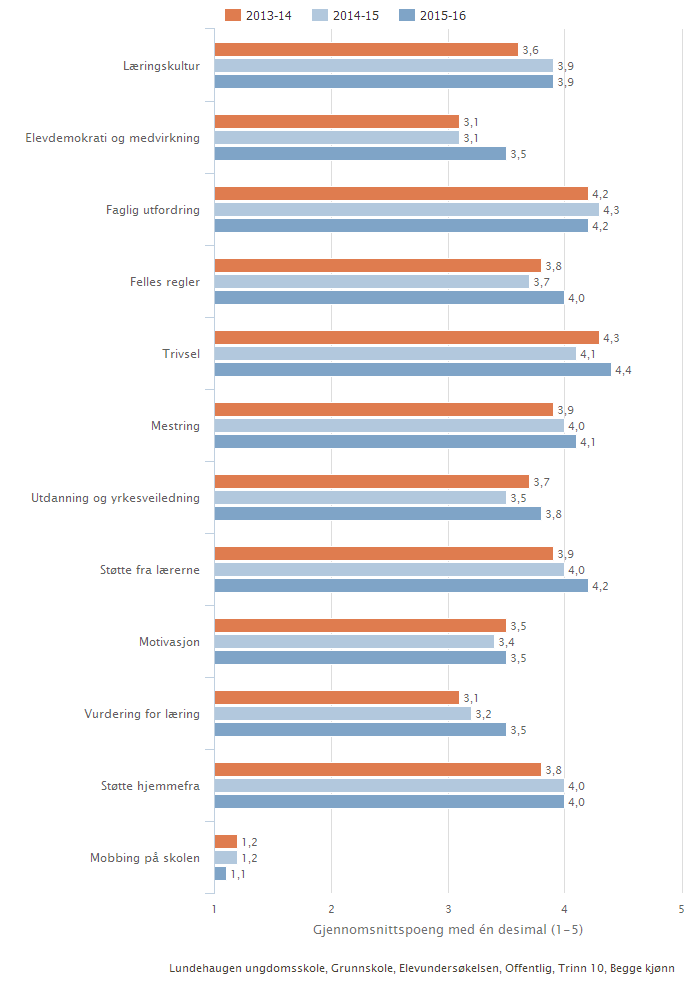 2013-14 2014-15 2015-16
Læringskultur
3,6
3,9
3,9
Elevdemokrati og medvirkning
3,1
3,1
3,5
Faglig utfordring
4,2
4,3
4,2
Felles regler
3,8
3,7
4,0
Trivsel
4,3
4,1
4,4
Mestring
3,9
4,0
4,1
Utdanning og yrkesveiledning
3,7
3,5
3,8
Støtte fra lærerne
3,9
4,0
4,2
Motivasjon
3,5
3,4
3,5
Vurdering for læring
3,1
3,2
3,5
Støtte hjemmefra
3,8
4,0
4,0
Mobbing på skolen
1,2
1,2
1,1
1 2 3 4 5
Gjennomsnittspoeng med én desimal (1-5)
Lundehaugen ungdomsskole, Grunnskole, Elevundersøkelsen, Offentlig, Trinn 10, Begge kjønn